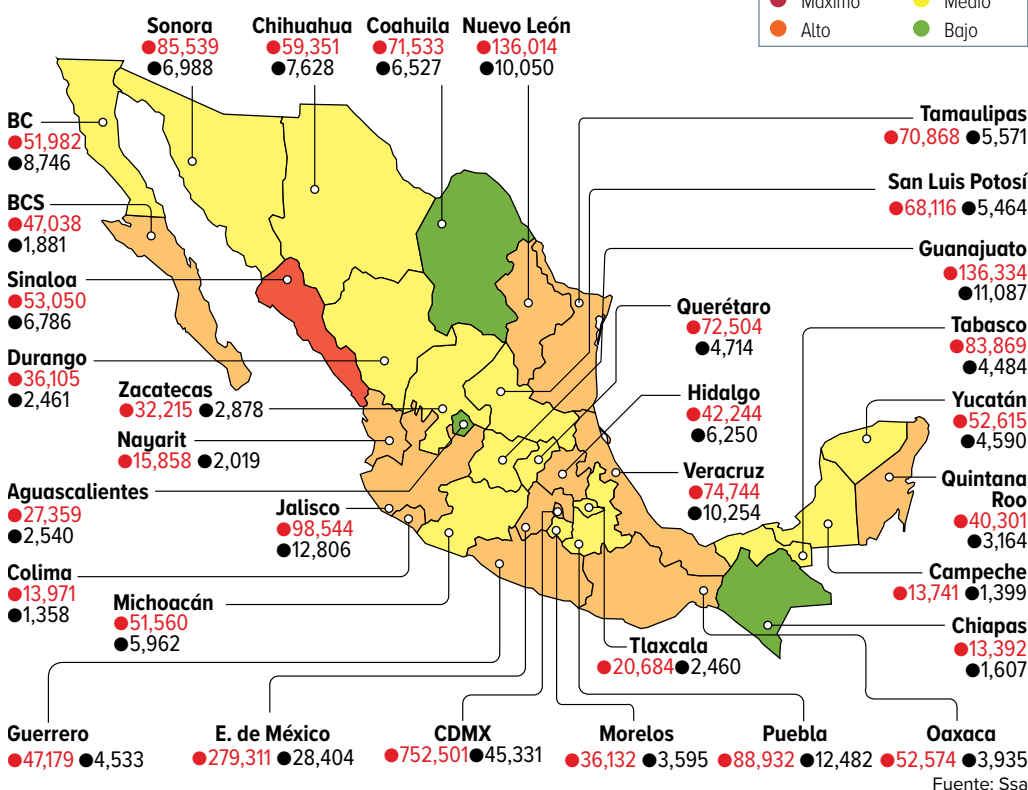 Máximo
Medio
Alto
Bajo
Sonora
85,539
6,988
Chihuahua
59,351
7,628
Coahuila
71,533
6,527
Nuevo León
136,014
10,050
BC
51,982
8,746
BCS
47,038
1,881
Sinaloa
53,050
6,786
Durango
36,105
2,461
Zacatecas
32,215 2,878
Nayarit
15,858 2,019
Aguascalientes
27,359
2,540
Jalisco
98,544
12,806
Colima
13,971
1,358
Michoacán
51,560
5,962
Tamaulipas
70,868 5,571
San Luis Potosí
68,116 5,464
Guanajuato
136,334
11,087
Querétaro
72,504
4,714
Tabasco
83,869
4,484
Hidalgo
42,244
6,250
Yucatán
52,615
4,590
Veracruz
74,744
10,254
Quintana
Roo
40,301
3,164
Campeche
13,741 1,399
Chiapas
13,392
1,607
Tlaxcala
20,684 2,460
Guerrero
47,179 4,533
E. de México
279,311 28,404
CDMX
752,501 45,331
Morelos
36,132 3,595
Puebla
88,932 12,482
Oaxaca
52,574 3,935
Fuente: Ssa